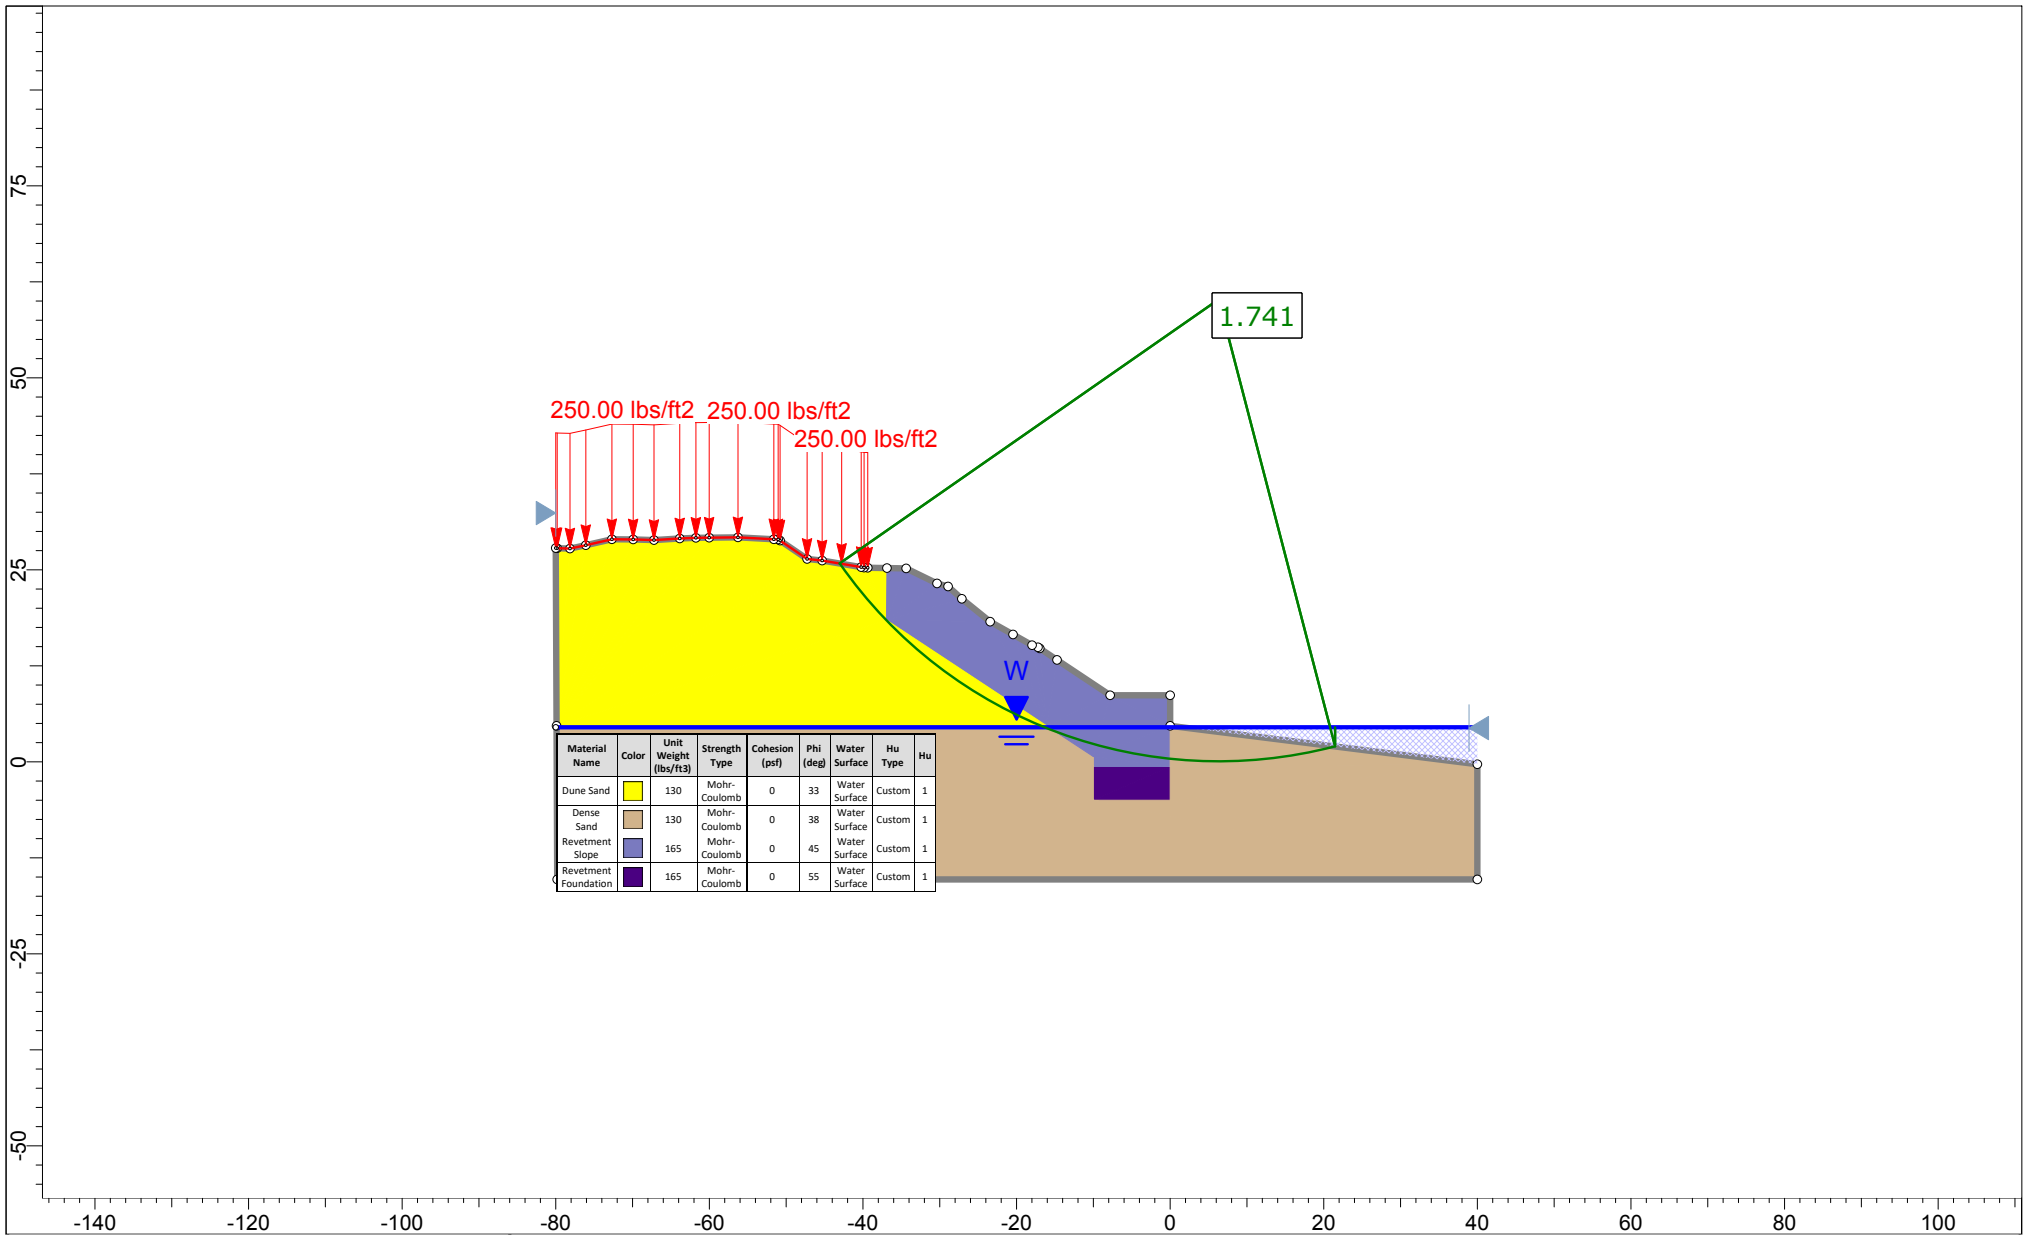 75
50
25
0
-25
-50
1.741
250.00 lbs/ft2 250.00 lbs/ft2
250.00 lbs/ft2
W
Material Name Color Unit Weight (lbs/ft3) Strength Type Cohesion (psf) Phi (deg) Water Surface Hu Type Hu
Dune Sand 130 Mohr-Coulomb 0 33 Water Surface Custom 1
Dense Sand 130 Mohr-Coulomb 0 38 Water Surface Custom 1
Revetment Slope 165 Mohr-Coulomb 0 45 Water Surface Custom 1
Revetment Foundation 165 Mohr-Coulomb 0 55 Water Surface Custom 1
-140 -120 -100 -80 -60 -40 -20 0 20 40 60 80 100